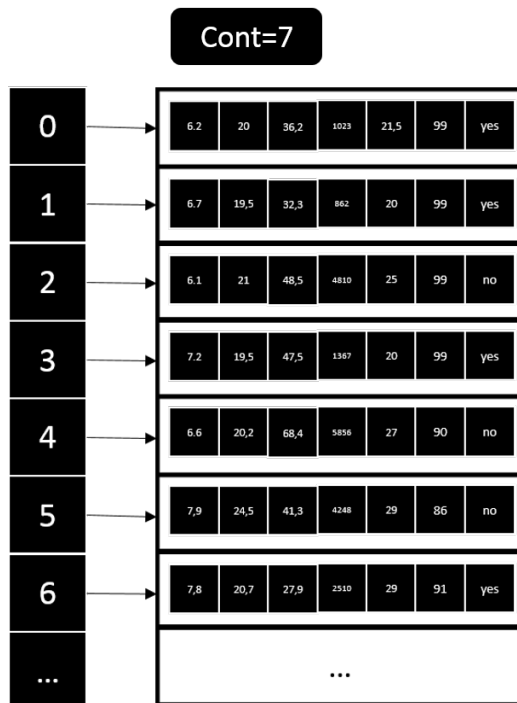 Cont=7
0 6.2 20 36,2 1023 21,5 99 yes
1 6.7 19,5 32,3 862 20 99 yes
2 6.1 21 48,5 4810 25 99 no
3 7.2 19,5 47,5 1367 20 99 yes
4 6.6 20,2 68,4 5856 27 90 no
5 7,9 24,5 41,3 4248 29 86 no
6 7,8 20,7 27,9 2510 29 91 yes
... ...